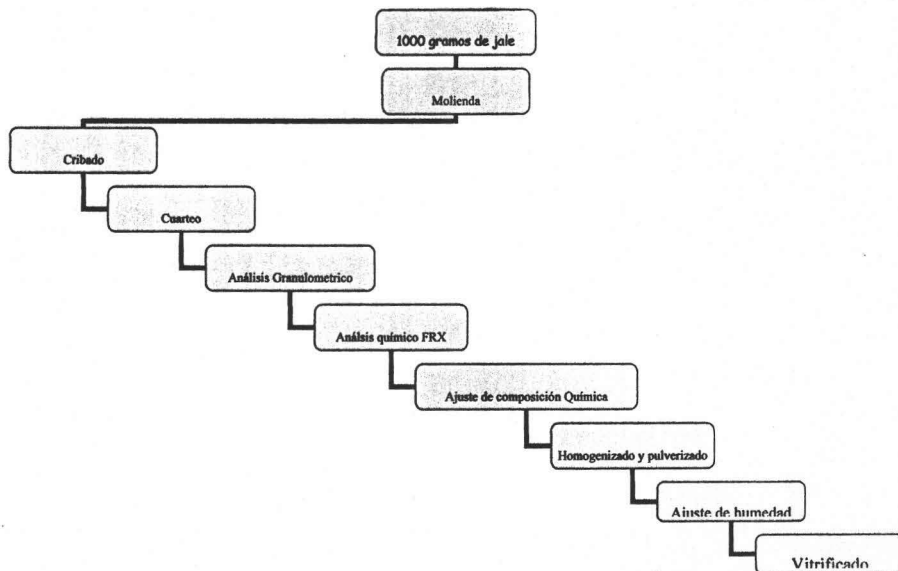 1000 gramos de jale
Molienda
Cribado
Cuarteo
Análisis Granulometrico
Análsis químico FRX
Ajuste de composición Química
Homogenizado y pulverizado
Ajuste de humedad
Vitrificado